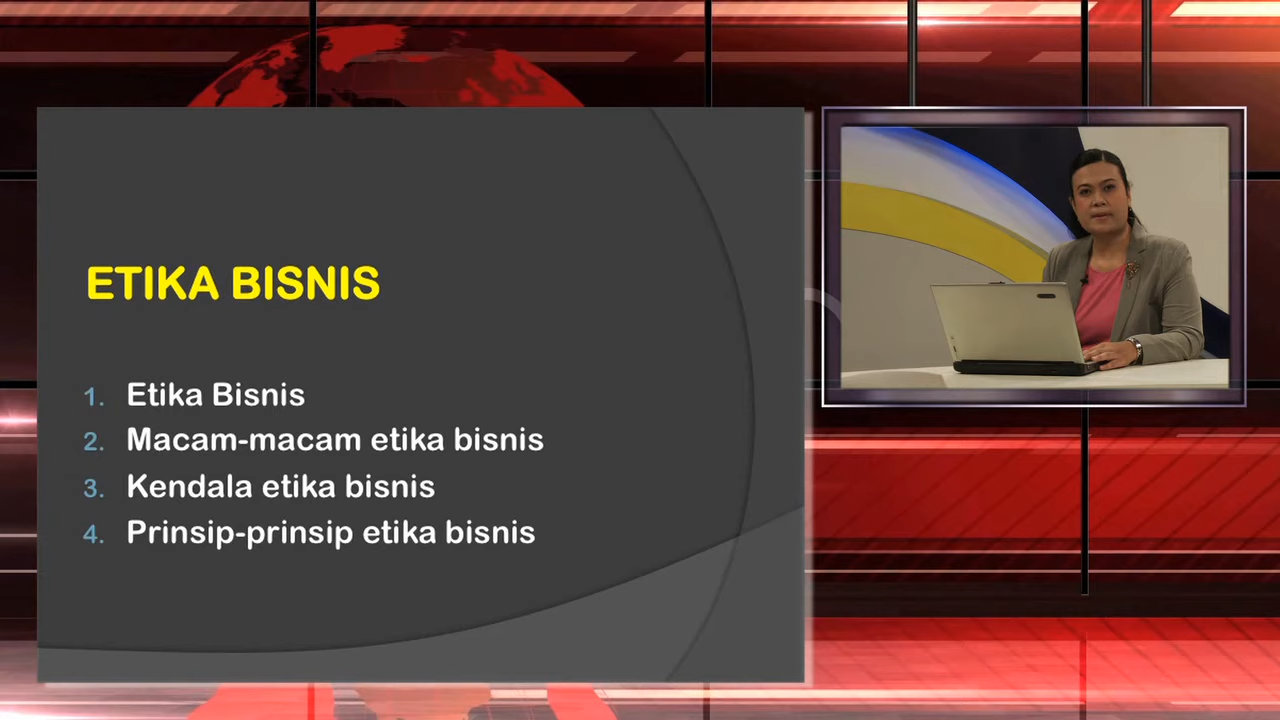 ETIKA BISNIS
1. Etika Bisnis
2. Macam-macam etika bisnis
3. Kendala etika bisnis
4. Prinsip-prinsip etika bisnis